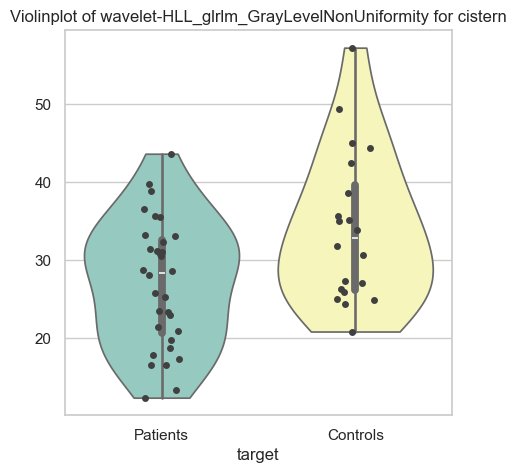 Violinplot of wavelet-HLL_glrlm_GrayLevelNonUniformity for cistern
50
40
30
20
Patients Controls
target